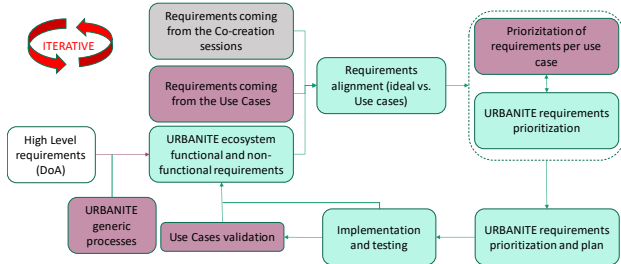 ITERATIVE
Requirements coming
from the Co-creation
sessions
Requirements coming
from the Use Cases
High Level
requirements
(DoA)
URBANITE ecosystem
functional and non-
functional requirements
URBANITE
generic
processes
Requirements
alignment (ideal vs.
Use cases)
Priorizitation of
requirements per use
case
URBANITE requirements
prioritization
URBANITE requirements
prioritization and plan
Implementation
and testing
Use Cases validation